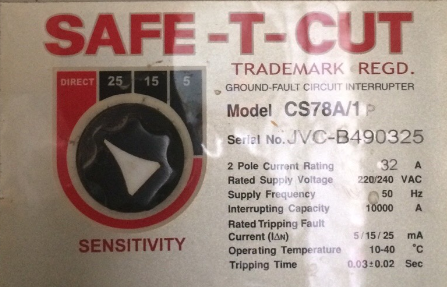 SAFE-T-CUT
TRADEMARK REGD.
GROUND-FAULT CIRCUIT INTERRUPTER
DIRECT 25 15 5
Model CS78A/1P
Serial No. JVC-B490325
2 Pole Current Rating 32 A
Rated Supply Voltage 220/240 VAC
Supply Frequency 50 Hz
Interrupting Capacity 10000 A
Rated Tripping Fault
Current (IΔN) 5/15/25 mA
Operating Temperature 10-40 °C
Tripping Time 0.03±0.02 Sec
SENSITIVITY